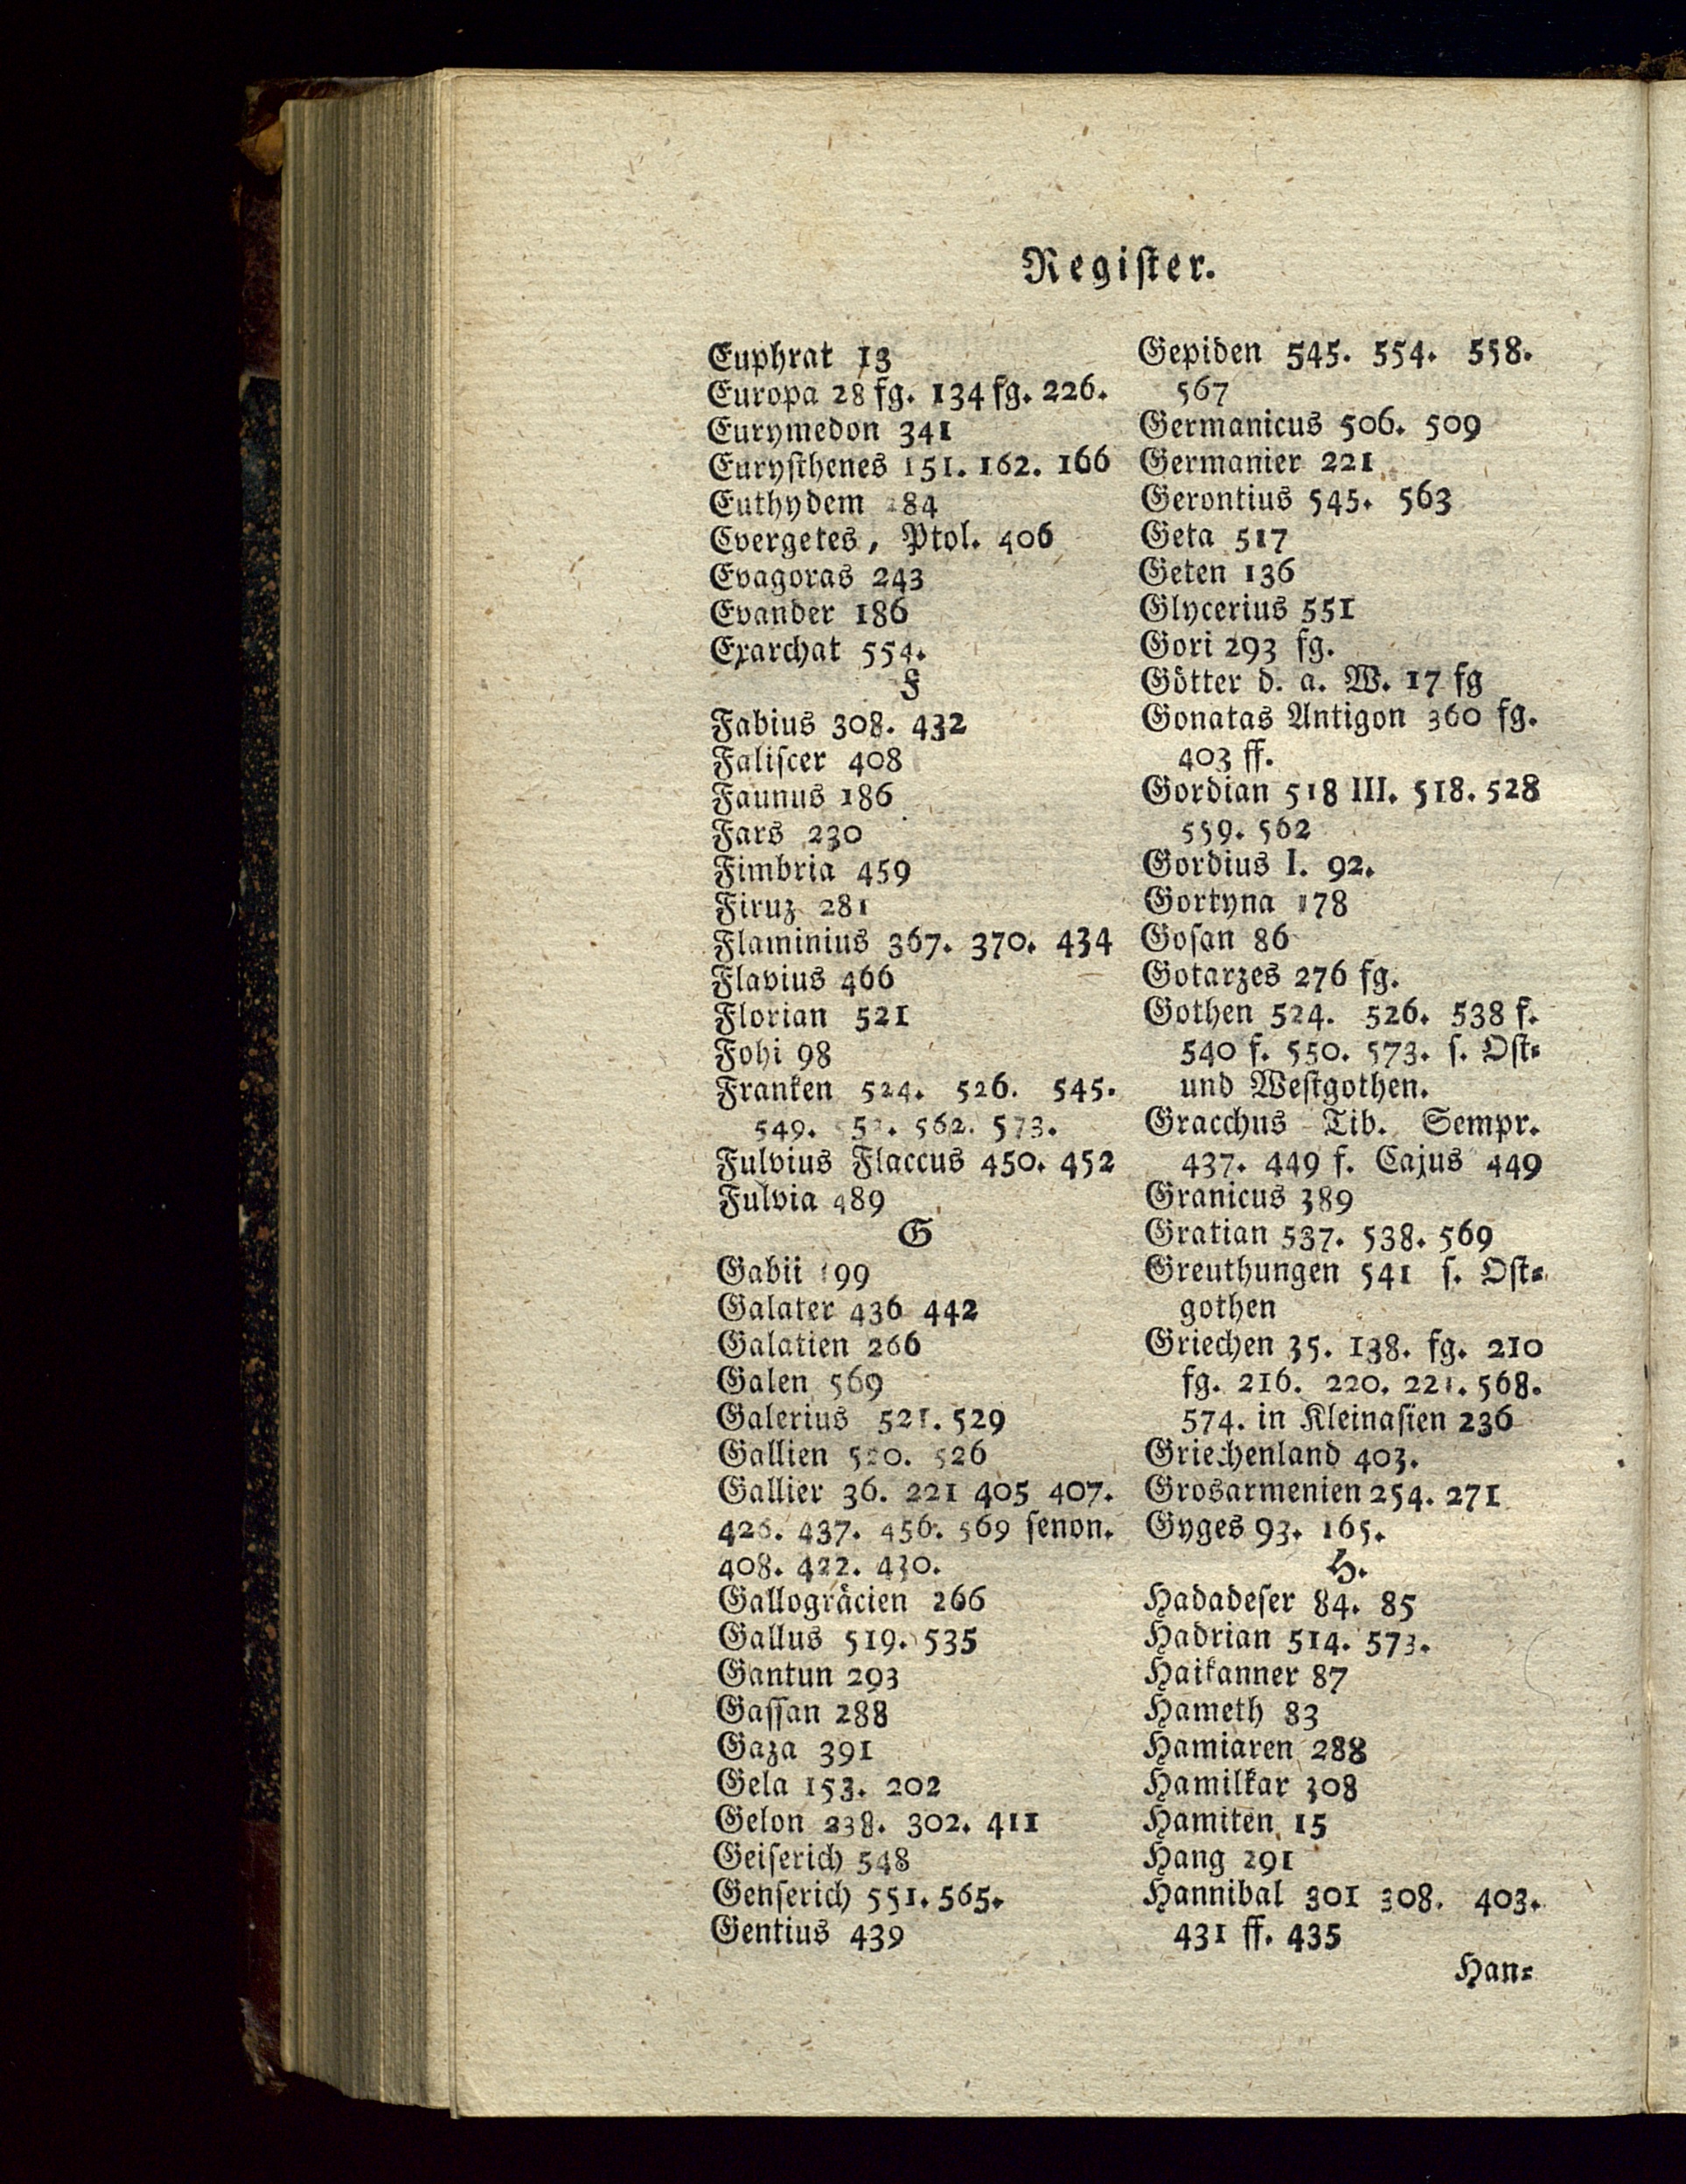 Regiſter.
Euphrat 13
Europa 28 fg. 134 fg. 226.
Eurymedon 341
Euryſthenes 151. 162. 166
Euthydem 284
Evergetes, Ptol. 406
Evagoras 243
Evander 186
Exarchat 554.
F
Fabius 308. 432
Faliſcer 408
Faunus 186
Fars 230
Fimbria 459
Firuz 281
Flaminius 367. 370. 434
Flavius 466
Florian 521
Fohi 98
Franken 524. 526. 545.
549. 562. 573.
Fulvius Flaccus 450. 452
Fulvia 489
G
Gabii 199
Galater 436 442
Galatien 266
Galen 569
Galerius 521. 529
Gallien 520. 526
Gallier 36. 221 405 407.
426. 437. 456. 569 ſenon.
408. 422. 430.
Gallogräcien 266
Gallus 519. 535
Gantun 293
Gaſſan 288
Gaza 391
Gela 153. 202
Gelon 238. 302. 411
Geiſerich 548
Genſerich 551. 565.
Gentius 439
Gepiden 545. 554. 558.
567
Germanicus 506. 509
Germanier 221
Gerontius 545. 563
Geta 517
Geten 136
Glycerius 551
Gori 293 fg.
Götter d. a. W. 17 fg
Gonatas Antigon 360 fg.
403 ff.
Gordian 518 III. 518. 528
559. 562
Gordius I. 92.
Gortyna 178
Goſan 86
Gotarzes 276 fg.
Gothen 524. 526. 538 f.
540 f. 550. 573. ſ. Oſt-
und Weſtgothen.
Gracchus Tib. Sempr.
437. 449 f. Cajus 449
Granicus 389
Gratian 537. 538. 569
Greuthungen 541 ſ. Oſt-
gothen
Griechen 35. 138. fg. 210
fg. 216. 220. 221. 568.
574. in Kleinaſien 236
Griechenland 403.
Grosarmenien 254. 271
Gyges 93. 165.
H.
Hadadeſer 84. 85
Hadrian 514. 573.
Haikanner 87
Hameth 83
Hamiaren 288
Hamilkar 308
Hamiten 15
Hang 291
Hannibal 301 308. 403.
431 ff. 435
Han-